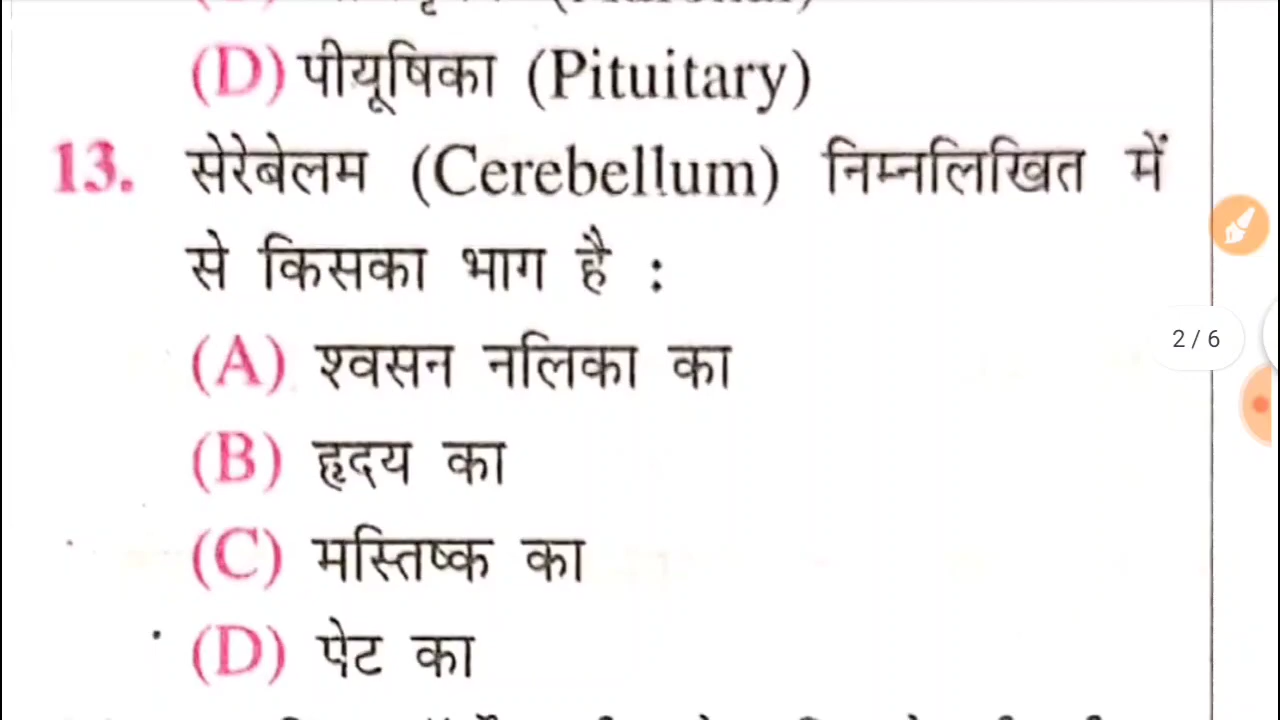 (D) पीयूषिका (Pituitary)
13. सेरेबेलम (Cerebellum) निम्नलिखित में
से किसका भाग है :
2 / 6
(A) श्वसन नलिका का
(B) हृदय का
(C) मस्तिष्क का
(D) पेट का